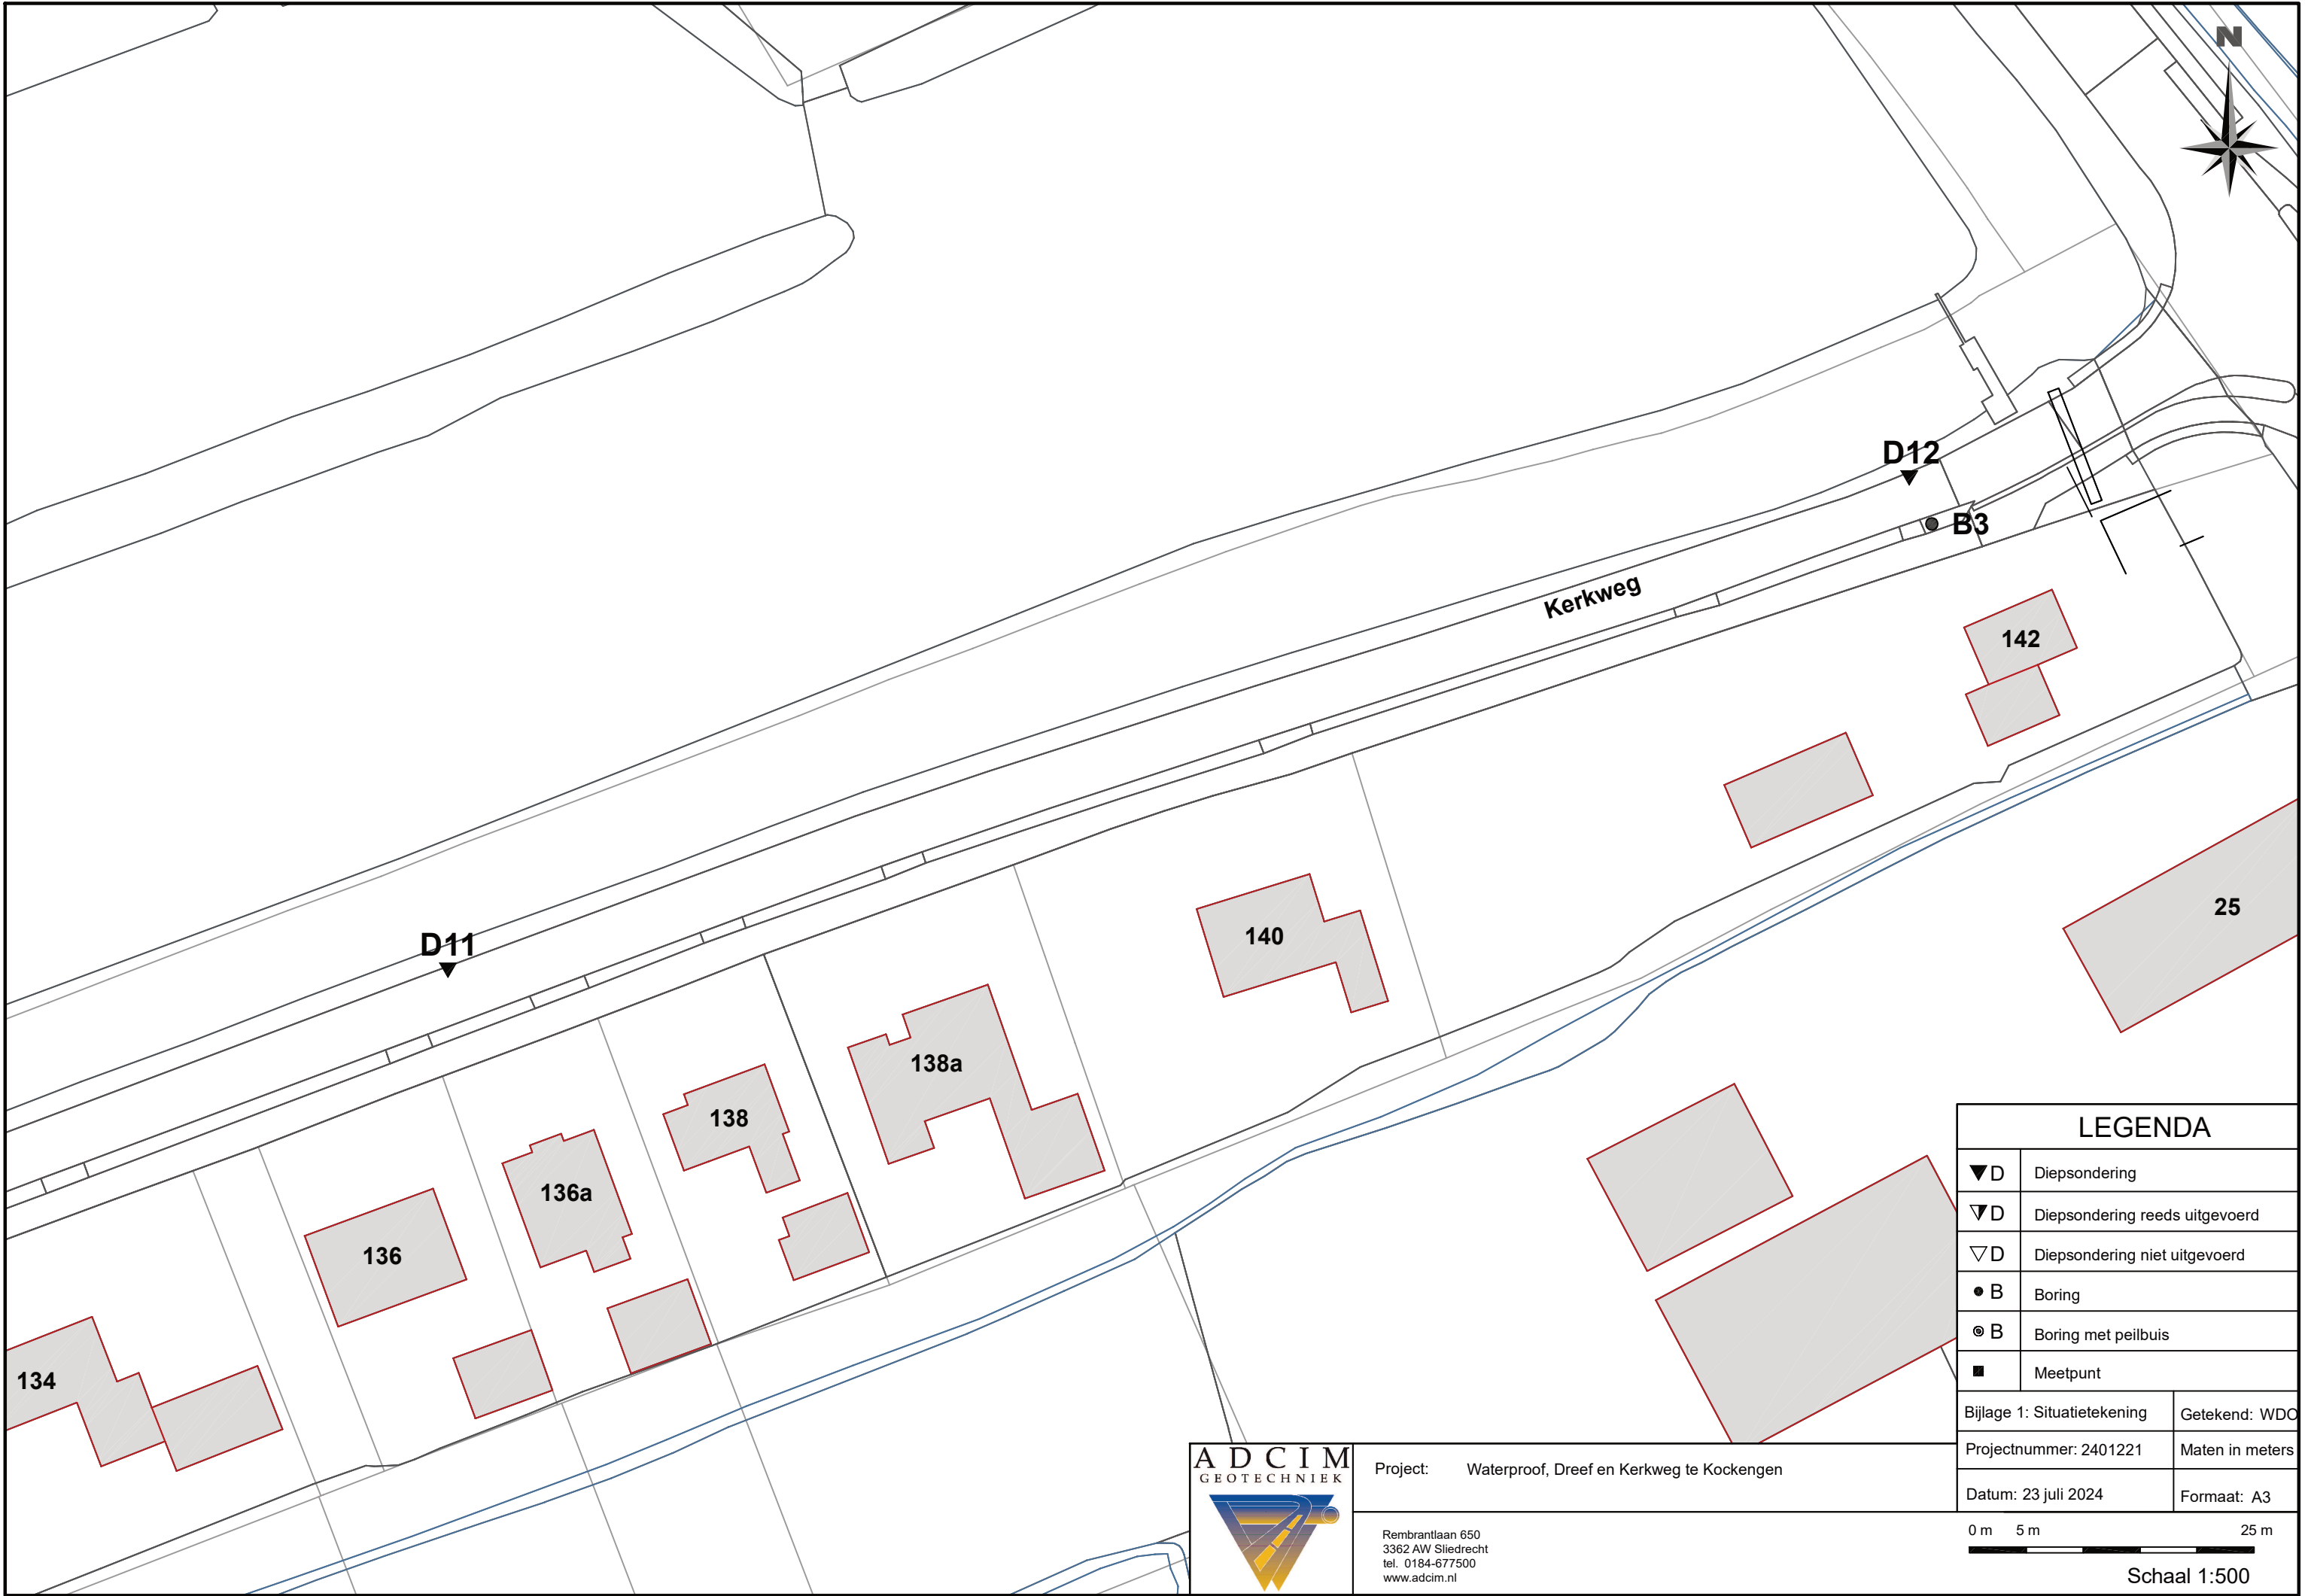 N
D12
B3
Kerkweg
142
25
D11
140
138a
138
136a
136
134
LEGENDA
D Diepsondering
D Diepsondering reeds uitgevoerd
D Diepsondering niet uitgevoerd
B Boring
B Boring met peilbuis
Meetpunt
Bijlage 1: Situatietekening Getekend: WDO
Projectnummer: 2401221 Maten in meters
Datum: 23 juli 2024 Formaat: A3
ADCIM
GEOTECHNIEK
Project: Waterproof, Dreef en Kerkweg te Kockengen
Rembrantlaan 650
3362 AW Sliedrecht
tel. 0184-677500
www.adcim.nl
0 m 5 m 25 m
Schaal 1:500